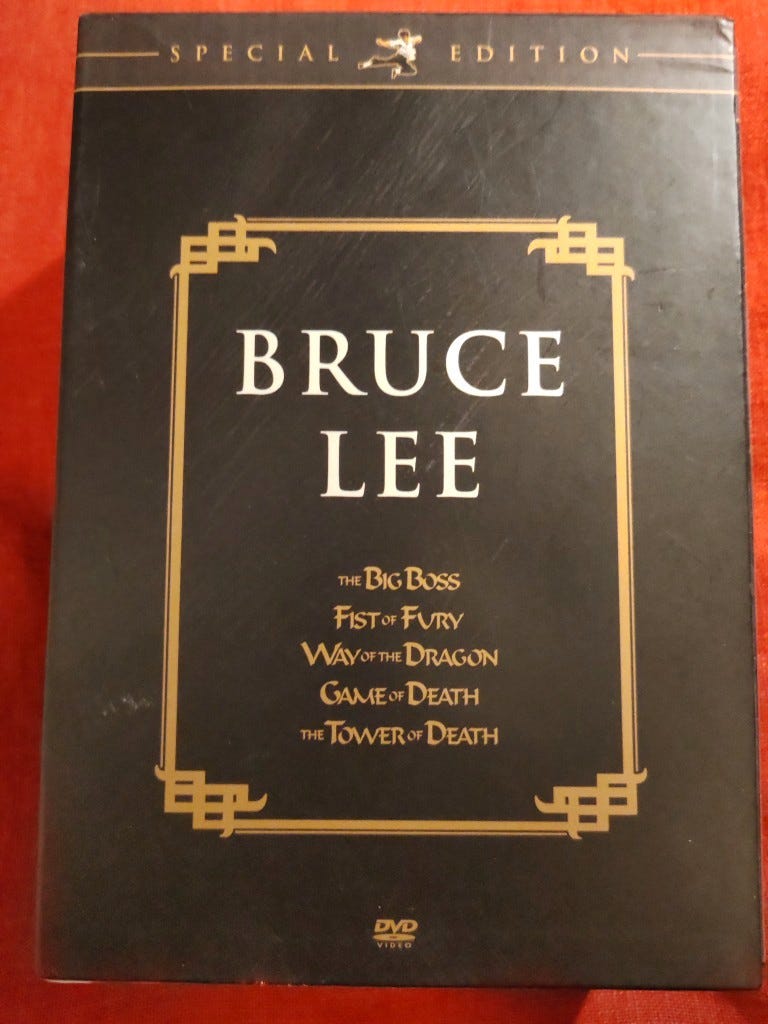 SPECIAL EDITION
BRUCE
LEE
THE BIG BOSS
FIST OF FURY
WAY OF THE DRAGON
GAME OF DEATH
THE TOWER OF DEATH
DVD
VIDEO